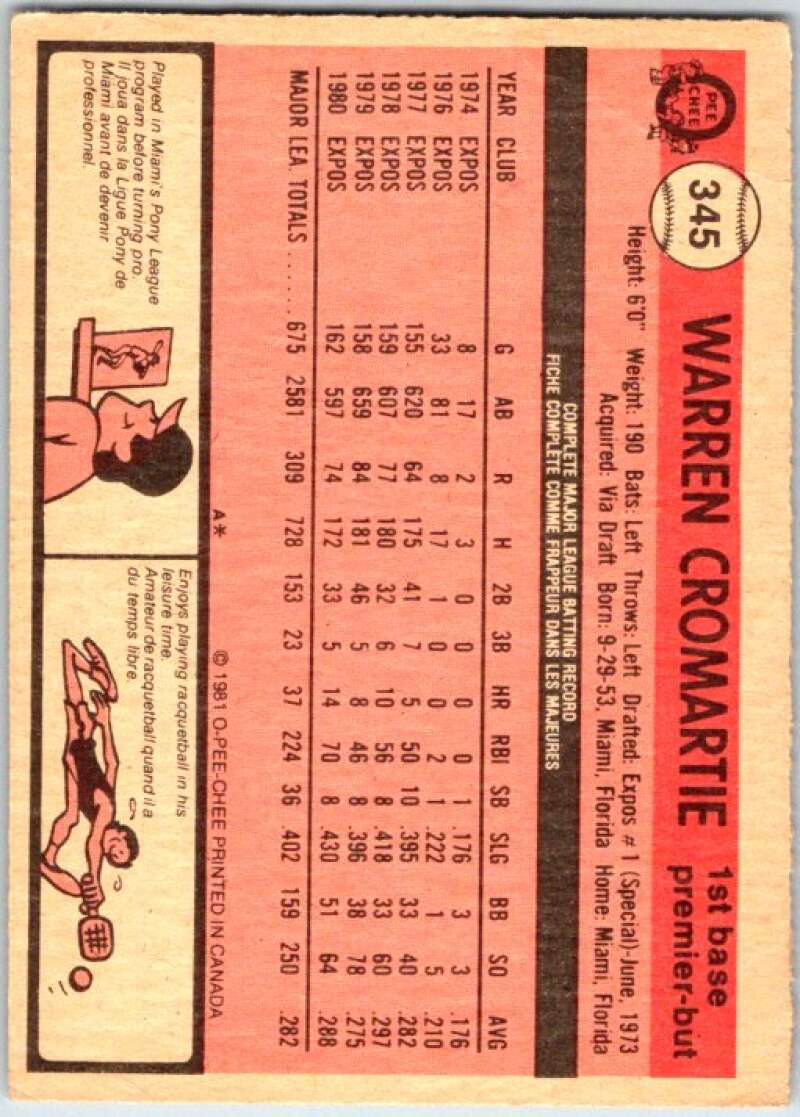 O PEE CHEE
345
WARREN CROMARTIE
1st base
premier-but
Height: 6'0" Weight: 190 Bats: Left Throws: Left Drafted: Expos #1 (Special)-June, 1973
Acquired: Via Draft Born: 9-29-53, Miami, Florida Home: Miami, Florida
COMPLETE MAJOR LEAGUE BATTING RECORD
FICHE COMPLETE COMME FRAPPEUR DANS LES MAJEURES
YEAR CLUB G AB R H 2B 3B HR RBI SB SLG BB SO AVG
1974 EXPOS 8 17 2 3 0 0 0 0 1 .176 3 3 .176
1976 EXPOS 33 81 8 17 1 0 0 2 1 .222 1 5 .210
1977 EXPOS 155 620 64 175 41 7 5 50 10 .395 33 40 .282
1978 EXPOS 159 607 77 180 32 6 10 56 8 .418 33 60 .297
1979 EXPOS 158 659 84 181 46 5 8 46 8 .396 38 78 .275
1980 EXPOS 162 597 74 172 33 5 14 70 8 .430 51 64 .288
MAJOR LEA. TOTALS ...... 675 2581 309 728 153 23 37 224 36 .402 159 250 .282
A* © 1981 O-PEE-CHEE PRINTED IN CANADA
Played in Miami's Pony League
program before turning pro.
Il joua dans la Ligue Pony de
Miami avant de devenir
professionnel.
Enjoys playing racquetball in his
leisure time.
Amateur de racquetball quand il a
du temps libre.